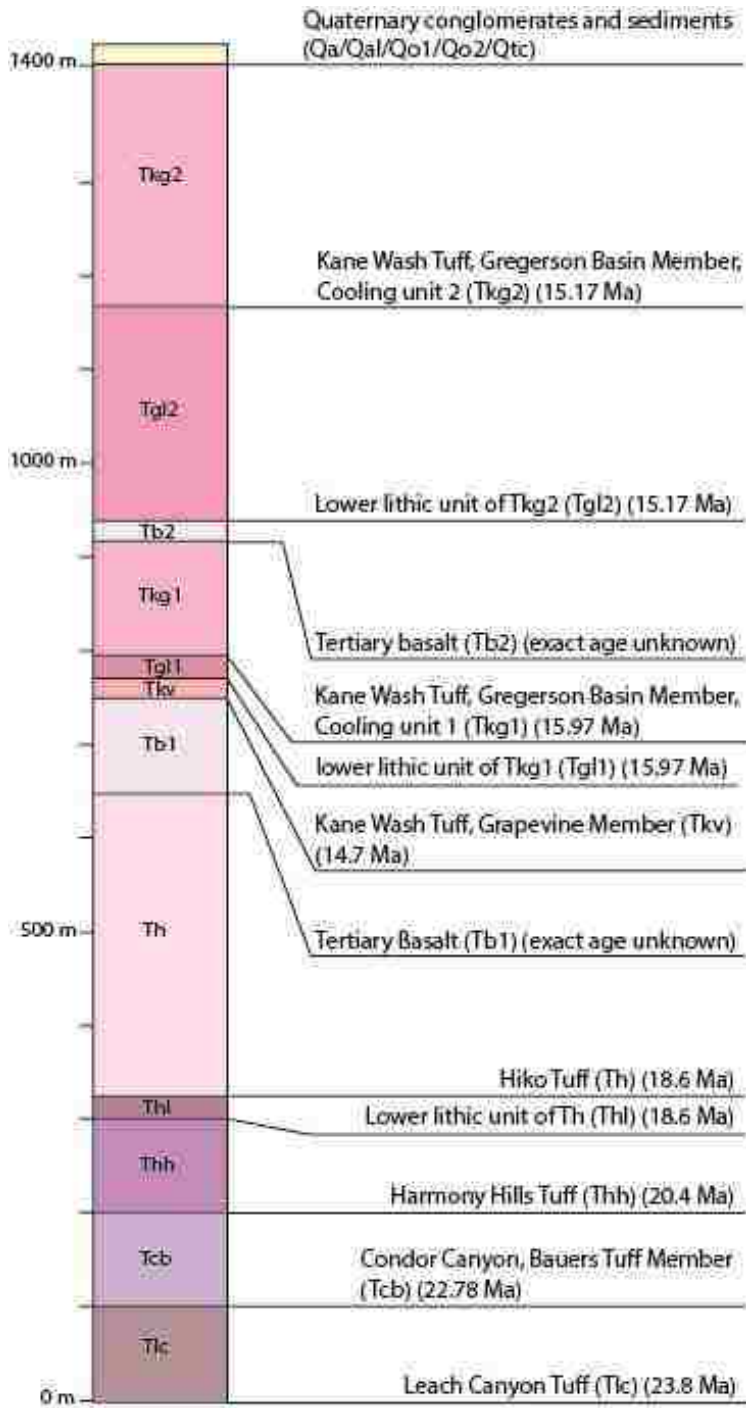 Quaternary conglomerates and sediments
(Qa/Qal/Qo1/Qo2/Qtc)
1400 m
Tkg2
Kane Wash Tuff, Gregerson Basin Member,
Cooling unit 2 (Tkg2) (15.17 Ma)
Tgl2
1000 m
Lower lithic unit of Tkg2 (Tgl2) (15.17 Ma)
Tb2
Tkg1
Tertiary basalt (Tb2) (exact age unknown)
Tgl1
Kane Wash Tuff, Gregerson Basin Member,
Cooling unit 1 (Tkg1) (15.97 Ma)
Tkv
Tb1
lower lithic unit of Tkg1 (Tgl1) (15.97 Ma)
Kane Wash Tuff, Grapevine Member (Tkv)
(14.7 Ma)
500 m
Th
Tertiary Basalt (Tb1) (exact age unknown)
Hiko Tuff (Th) (18.6 Ma)
Thl
Lower lithic unit of Th (Thl) (18.6 Ma)
Thh
Harmony Hills Tuff (Thh) (20.4 Ma)
Tcb
Condor Canyon, Bauers Tuff Member
(Tcb) (22.78 Ma)
Tlc
0 m
Leach Canyon Tuff (Tlc) (23.8 Ma)